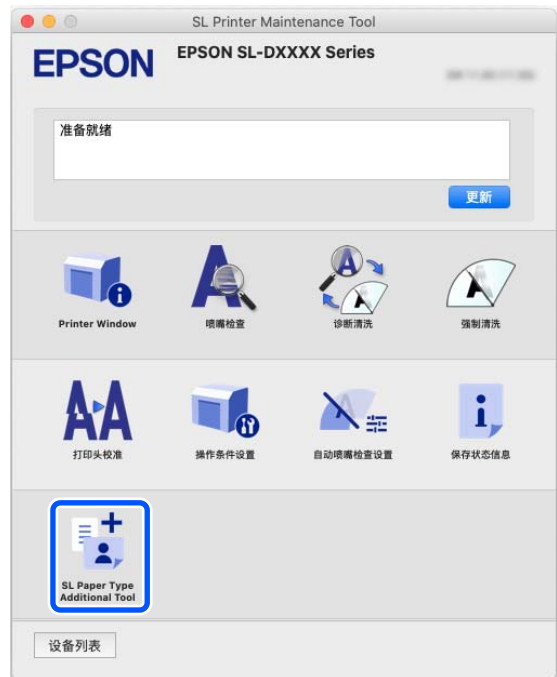 SL Printer Maintenance Tool
EPSON
EPSON SL-DXXXX Series
准备就绪
更新
Printer Window
喷嘴检查
诊断清洗
强制清洗
打印头校准
操作条件设置
自动喷嘴检查设置
保存状态信息
SL Paper Type
Additional Tool
设备列表